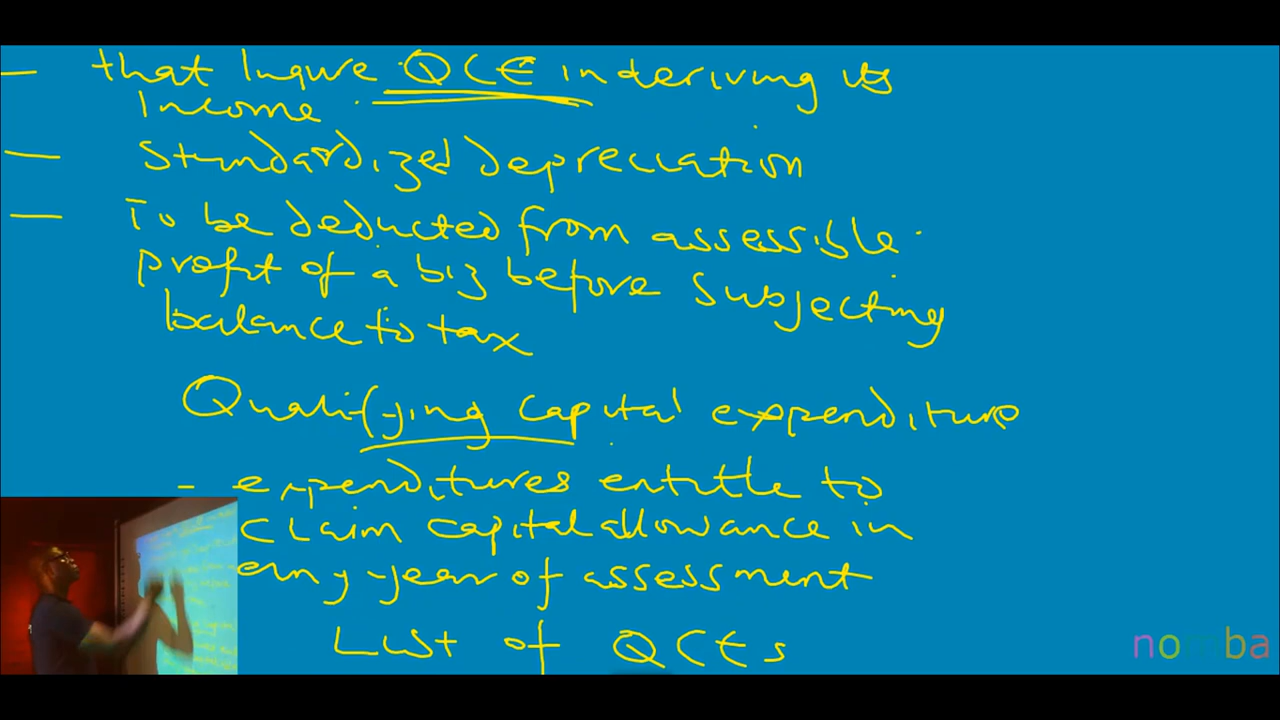 - that Inqure QCE in deriving its
Income.
- Standardized depreciation
- To be deducted from assessible
profit of a biz before subjecting
balance to tax
Qualifying capital expenditure
- expenditures entitle to
claim capital allowance in
any year of assessment
List of QCEs